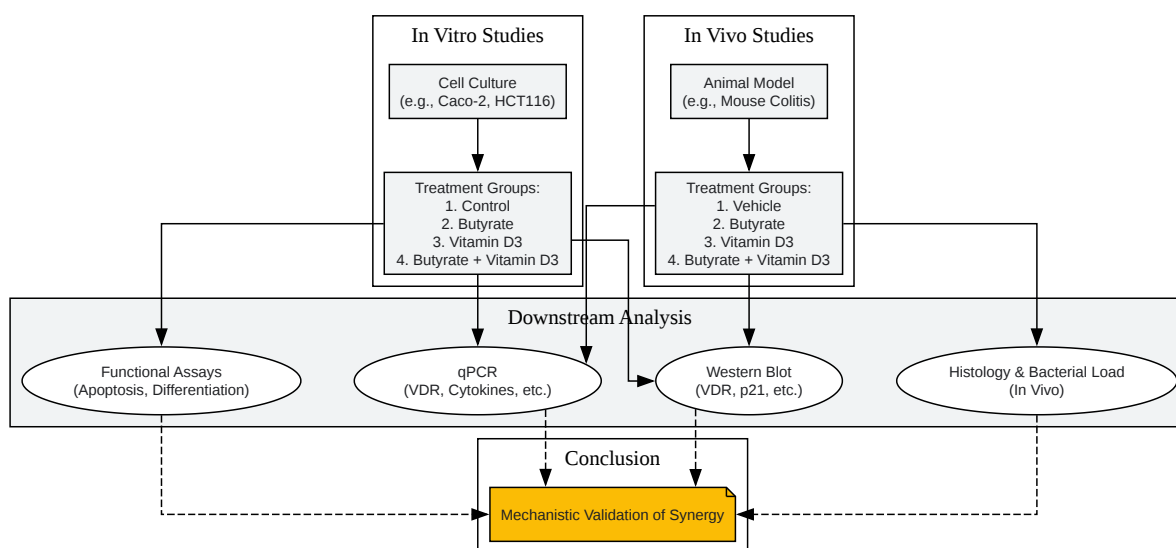 In Vitro Studies
Cell Culture
(e.g., Caco-2, HCT116)
Treatment Groups:
1. Control
2. Butyrate
3. Vitamin D3
4. Butyrate + Vitamin D3
In Vivo Studies
Animal Model
(e.g., Mouse Colitis)
Treatment Groups:
1. Vehicle
2. Butyrate
3. Vitamin D3
4. Butyrate + Vitamin D3
Downstream Analysis
Functional Assays
(Apoptosis, Differentiation)
qPCR
(VDR, Cytokines, etc.)
Western Blot
(VDR, p21, etc.)
Histology & Bacterial Load
(In Vivo)
Conclusion
Mechanistic Validation of Synergy